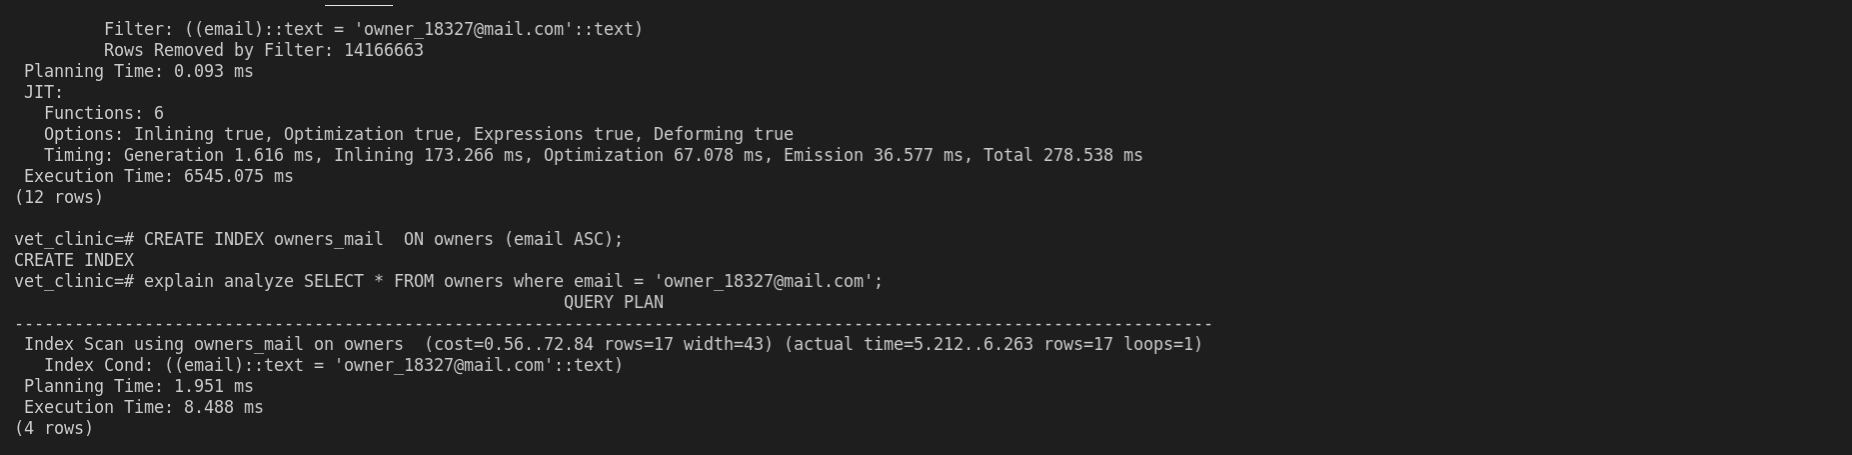 Filter: ((email)::text = 'owner_18327@mail.com'::text)
Rows Removed by Filter: 14166663
Planning Time: 0.093 ms
JIT:
Functions: 6
Options: Inlining true, Optimization true, Expressions true, Deforming true
Timing: Generation 1.616 ms, Inlining 173.266 ms, Optimization 67.078 ms, Emission 36.577 ms, Total 278.538 ms
Execution Time: 6545.075 ms
(12 rows)
vet_clinic=# CREATE INDEX owners_mail  ON owners (email ASC);
CREATE INDEX
vet_clinic=# explain analyze SELECT * FROM owners where email = 'owner_18327@mail.com';
QUERY PLAN
------------------------------------------------------------------------------------------------------------------------
Index Scan using owners_mail on owners  (cost=0.56..72.84 rows=17 width=43) (actual time=5.212..6.263 rows=17 loops=1)
Index Cond: ((email)::text = 'owner_18327@mail.com'::text)
Planning Time: 1.951 ms
Execution Time: 8.488 ms
(4 rows)